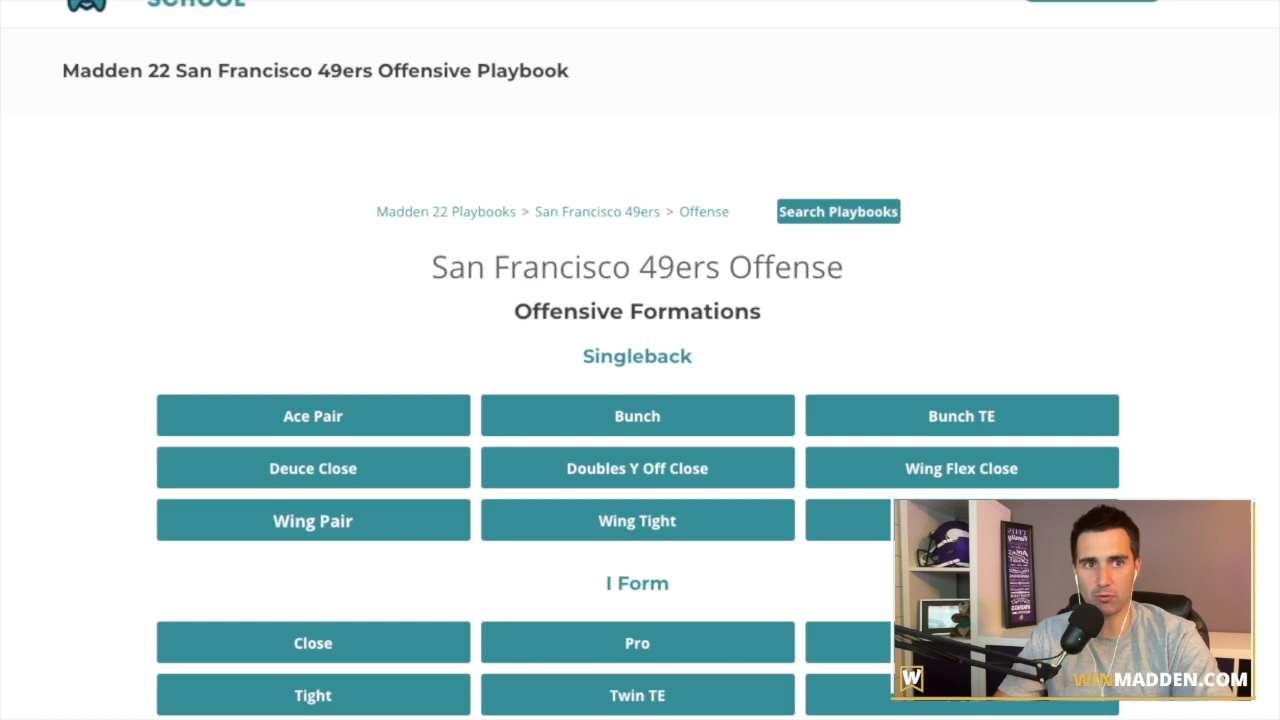 SCHOOL
Madden 22 San Francisco 49ers Offensive Playbook
Madden 22 Playbooks > San Francisco 49ers > Offense
Search Playbooks
San Francisco 49ers Offense
Offensive Formations
Singleback
Ace Pair
Bunch
Bunch TE
Deuce Close
Doubles Y Off Close
Wing Flex Close
Wing Pair
Wing Tight
I Form
Close
Pro
Tight
Twin TE
W
WINMADDEN.COM